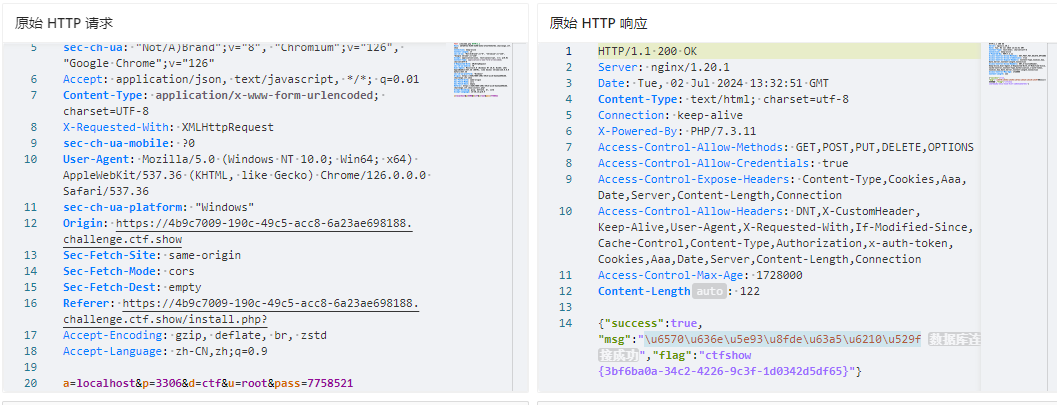 原始 HTTP 请求
5 sec-ch-ua: "Not/A)Brand";v="8", "Chromium";v="126",
"Google Chrome";v="126"
6 Accept: application/json, text/javascript, */*; q=0.01
7 Content-Type: application/x-www-form-urlencoded;
charset=UTF-8
8 X-Requested-With: XMLHttpRequest
9 sec-ch-ua-mobile: ?0
10 User-Agent: Mozilla/5.0 (Windows NT 10.0; Win64; x64)
AppleWebKit/537.36 (KHTML, like Gecko) Chrome/126.0.0.0
Safari/537.36
11 sec-ch-ua-platform: "Windows"
12 Origin: https://4b9c7009-190c-49c5-acc8-6a23ae698188.
challenge.ctf.show
13 Sec-Fetch-Site: same-origin
14 Sec-Fetch-Mode: cors
15 Sec-Fetch-Dest: empty
16 Referer: https://4b9c7009-190c-49c5-acc8-6a23ae698188.
challenge.ctf.show/install.php?
17 Accept-Encoding: gzip, deflate, br, zstd
18 Accept-Language: zh-CN,zh;q=0.9
19
20 a=localhost&p=3306&d=ctf&u=root&pass=7758521
原始 HTTP 响应
1 HTTP/1.1 200 OK
2 Server: nginx/1.20.1
3 Date: Tue, 02 Jul 2024 13:32:51 GMT
4 Content-Type: text/html; charset=utf-8
5 Connection: keep-alive
6 X-Powered-By: PHP/7.3.11
7 Access-Control-Allow-Methods: GET,POST,PUT,DELETE,OPTIONS
8 Access-Control-Allow-Credentials: true
9 Access-Control-Expose-Headers: Content-Type,Cookies,Aaa,
Date,Server,Content-Length,Connection
10 Access-Control-Allow-Headers: DNT,X-CustomHeader,
Keep-Alive,User-Agent,X-Requested-With,If-Modified-Since,
Cache-Control,Content-Type,Authorization,x-auth-token,
Cookies,Aaa,Date,Server,Content-Length,Connection
11 Access-Control-Max-Age: 1728000
12 Content-Length auto : 122
13
14 {"success":true,
"msg":"\u6570\u636e\u5e93\u8fde\u63a5\u6210\u529f 数据库连
接成功","flag":"ctfshow
{3bf6ba0a-34c2-4226-9c3f-1d0342d5df65}"}